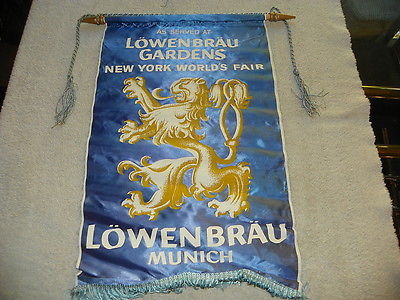 AS SERVED AT
LÖWENBRÄU
GARDENS
NEW YORK WORLD'S FAIR
LÖWENBRÄU
MUNICH